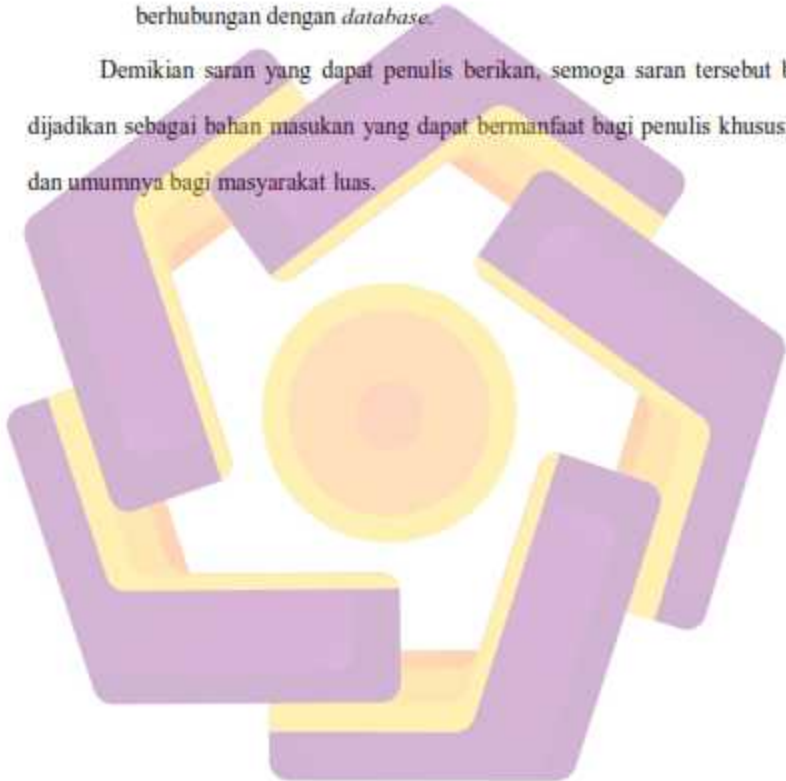 berhubungan dengan database.
Demikian saran yang dapat penulis berikan, semoga saran tersebut b
dijadikan sebagai bahan masukan yang dapat bermanfaat bagi penulis khusus
dan umumnya bagi masyarakat luas.